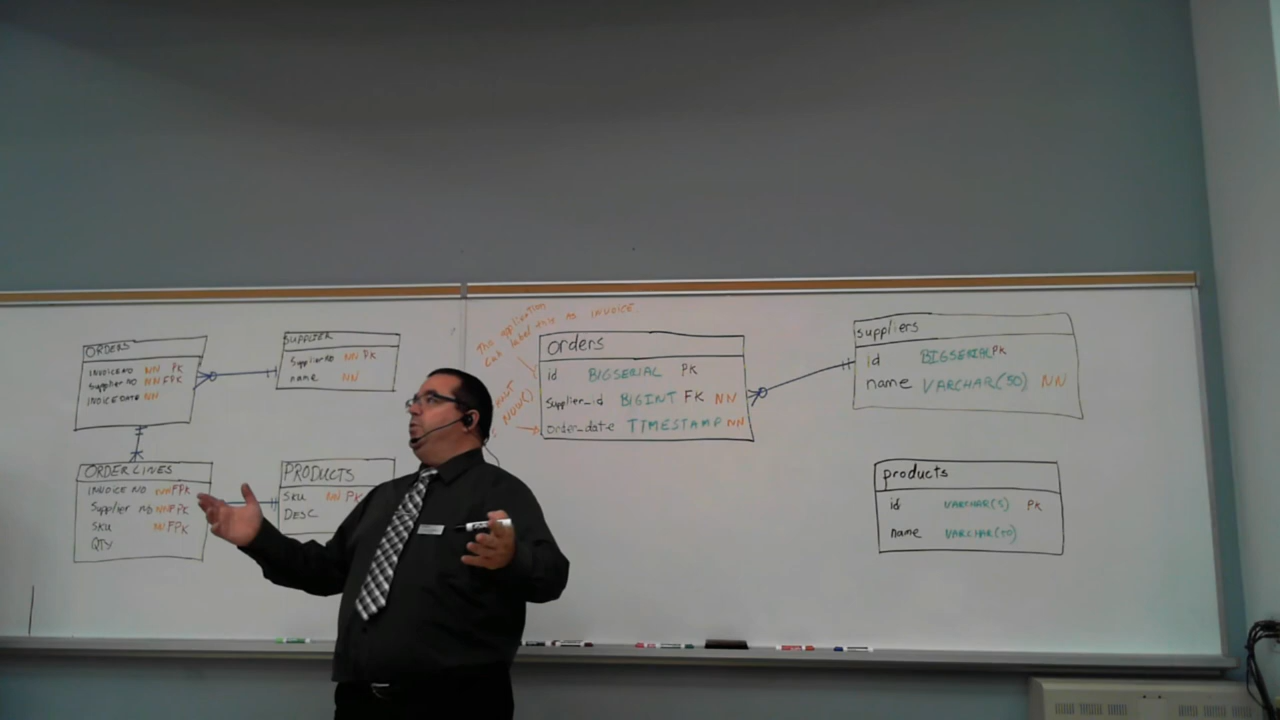 ORDERS
INVOICE NO NN PK
Supplier NO NN FPK
INOICE DATE NN
SUPPLIER
Supplier NO NN PK
name NN
ORDER LINES
INVOICE NO NN FPK
Supplier NO NN FPK
SKU NN FPK
QTY
PRODUCTS
SKU NN PK
DESC
The application
can label this as INVOICE.
NOW()
orders
id BIGSERIAL PK
Supplier_id BIGINT FK NN
order_date TIMESTAMP NN
suppliers
id BIGSERIAL PK
name VARCHAR(50) NN
products
id VARCHAR(5) PK
name VARCHAR(50)